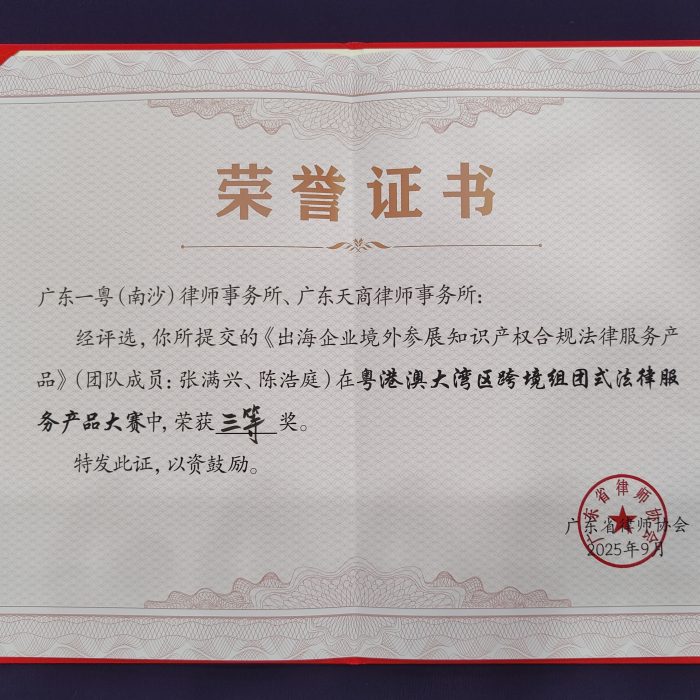 荣誉证书
广东一粤（南沙）律师事务所、广东天商律师事务所：
经评选，你所提交的《出海企业境外参展知识产权合规法律服务产
品》（团队成员：张满兴、陈浩庭）在粤港澳大湾区跨境组团式法律服
务产品大赛中，荣获三等奖。
特发此证，以资鼓励。
广东省律师协会
广东省律师协会
2025年9月